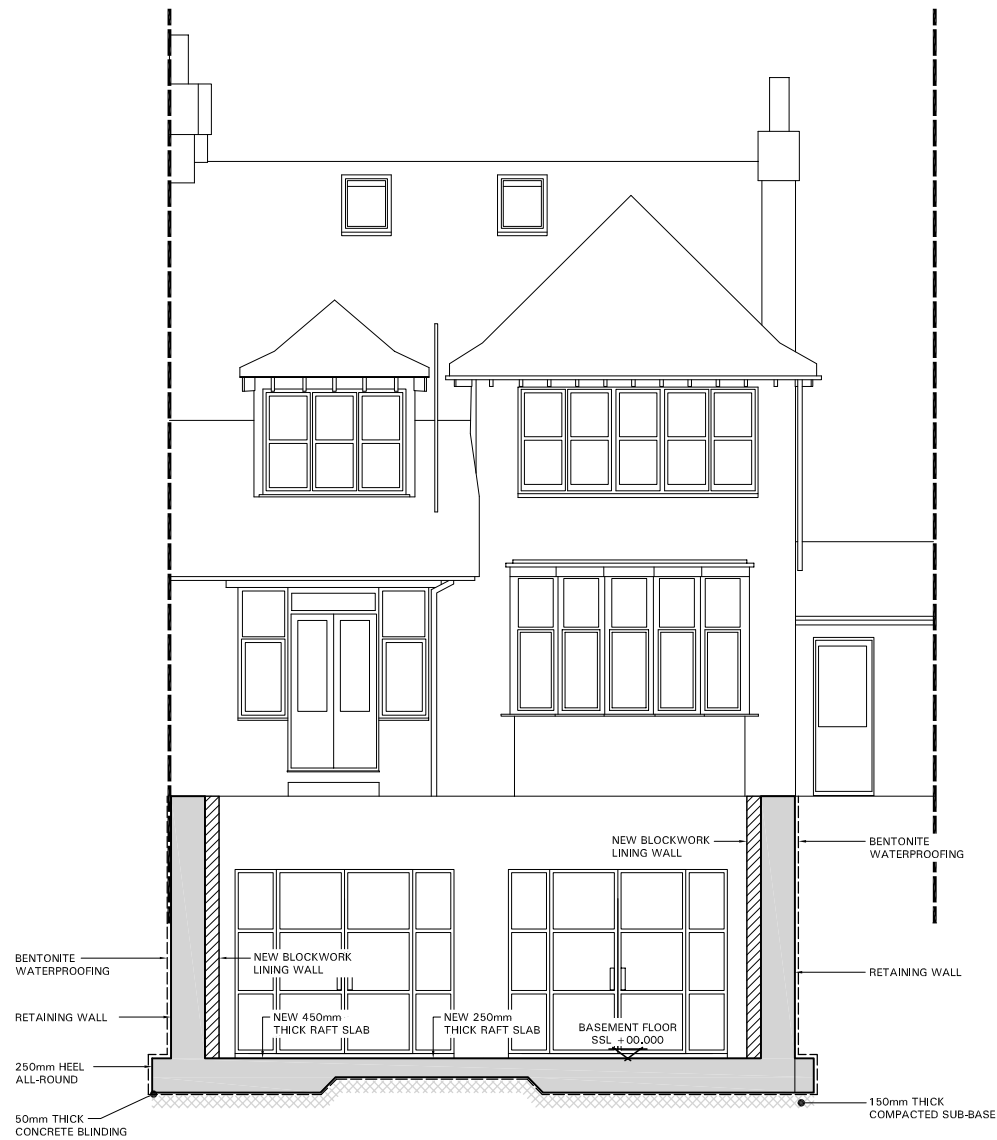 NEW BLOCKWORK
LINING WALL
BENTONITE
WATERPROOFING
BENTONITE
WATERPROOFING
NEW BLOCKWORK
LINING WALL
RETAINING WALL
RETAINING WALL
NEW 450mm
THICK RAFT SLAB
NEW 250mm
THICK RAFT SLAB
BASEMENT FLOOR
SSL +00.000
250mm HEEL
ALL-ROUND
50mm THICK
CONCRETE BLINDING
150mm THICK
COMPACTED SUB-BASE